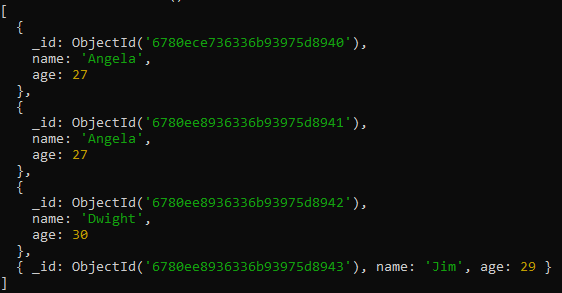 [
  {
    _id: ObjectId('6780ece736336b93975d8940'),
    name: 'Angela',
    age: 27
  },
  {
    _id: ObjectId('6780ee8936336b93975d8941'),
    name: 'Angela',
    age: 27
  },
  {
    _id: ObjectId('6780ee8936336b93975d8942'),
    name: 'Dwight',
    age: 30
  },
  { _id: ObjectId('6780ee8936336b93975d8943'), name: 'Jim', age: 29 }
]